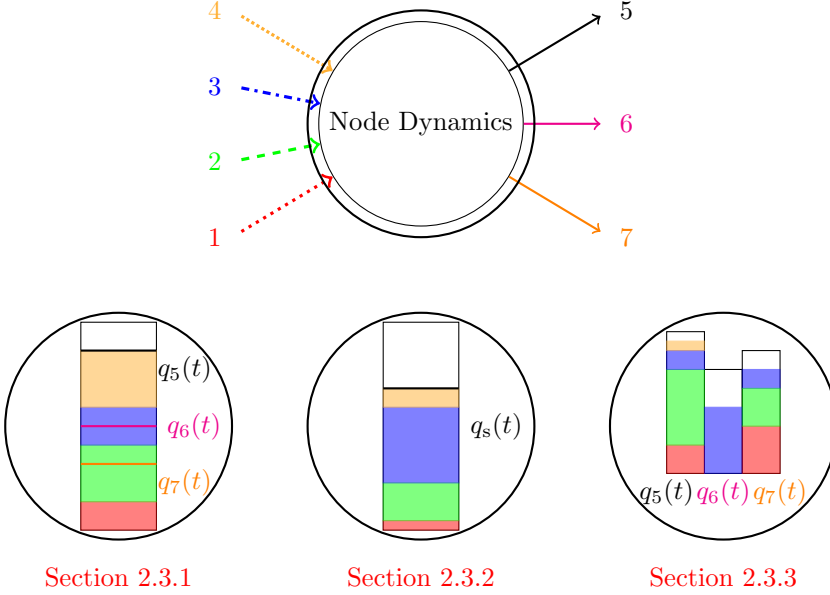 4
5
3
Node Dynamics
6
2
1
7
q5(t)
q6(t)
q7(t)
qs(t)
q5(t) q6(t) q7(t)
Section 2.3.1
Section 2.3.2
Section 2.3.3